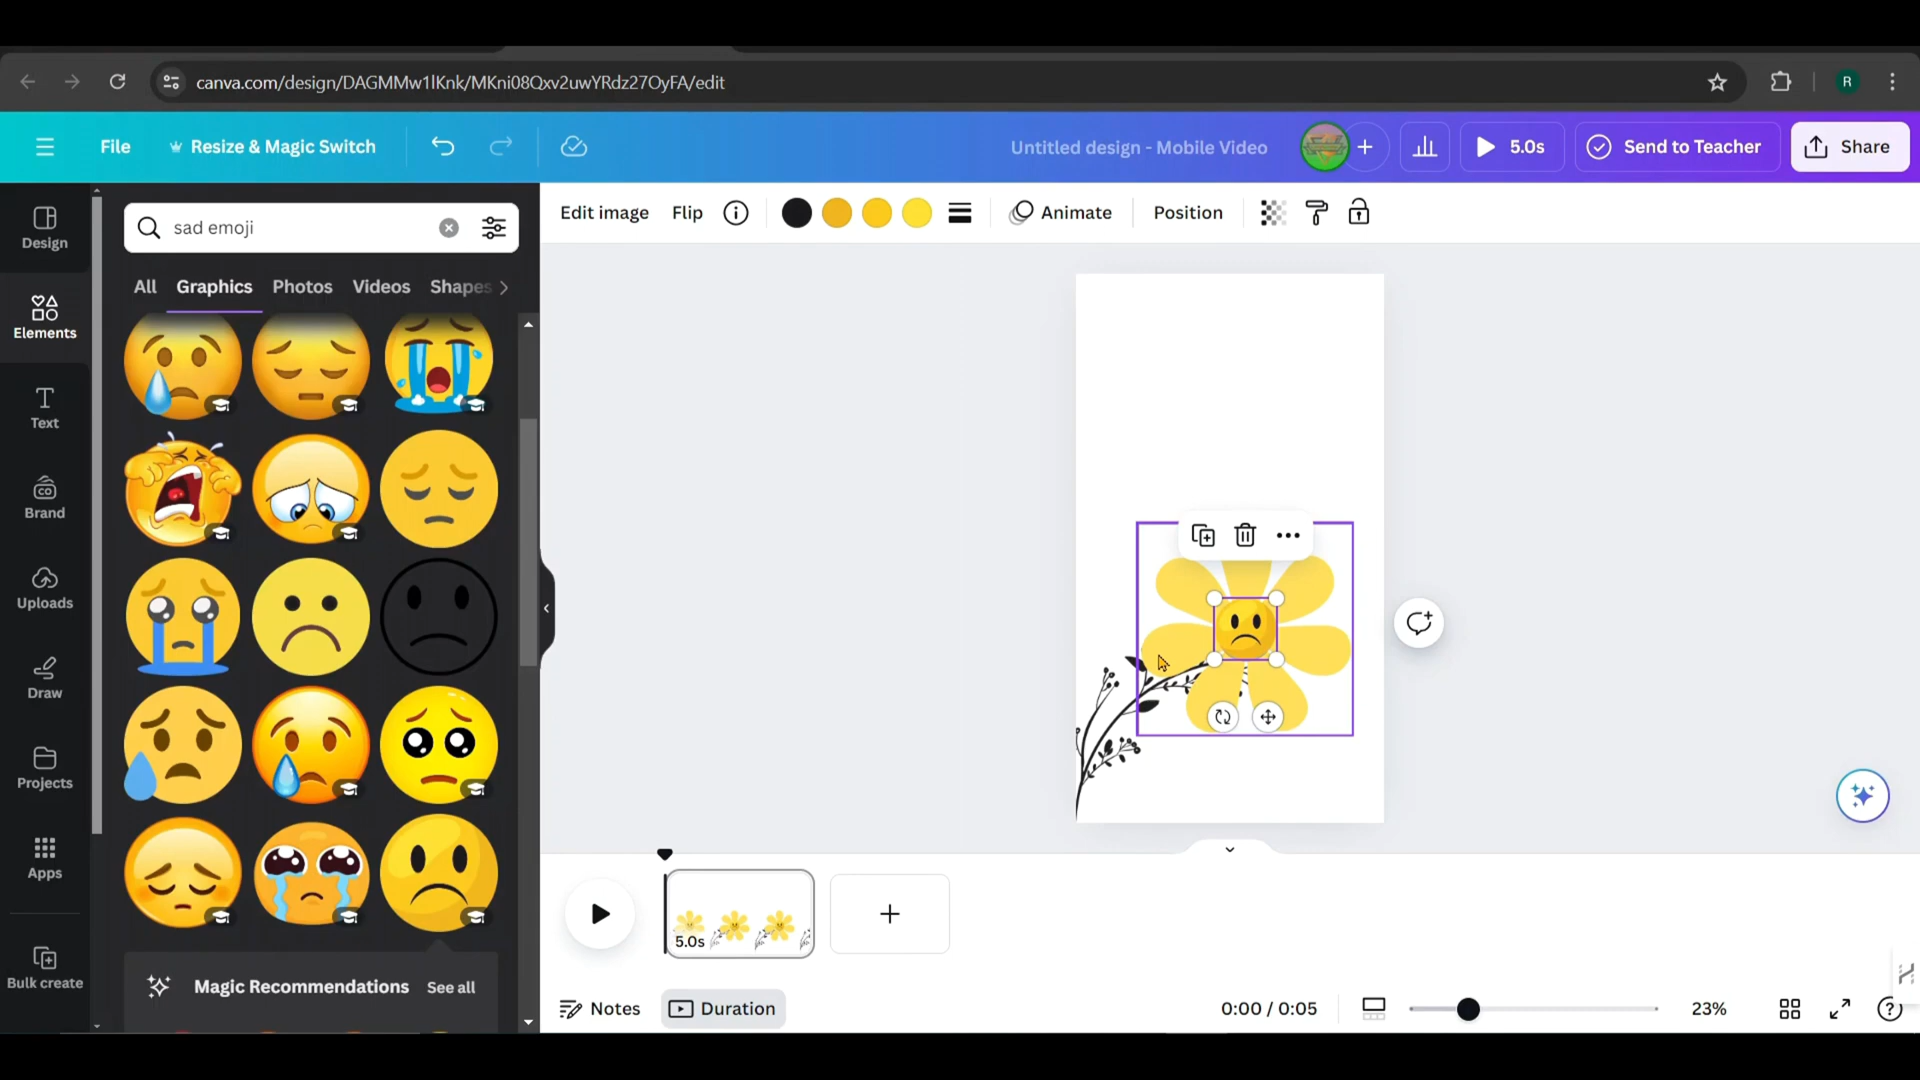 canva.com/design/DAGMMw1lKnk/MKni08Qxv2uwYRdz27OyFA/edit
R
File
Resize & Magic Switch
Untitled design - Mobile Video
5.0s
Send to Teacher
Share
Design
Elements
Text
Brand
Uploads
Draw
Projects
Apps
Bulk create
sad emoji
All
Graphics
Photos
Videos
Shapes
Magic Recommendations
See all
Edit image
Flip
Animate
Position
5.0s
Notes
Duration
0:00 / 0:05
23%